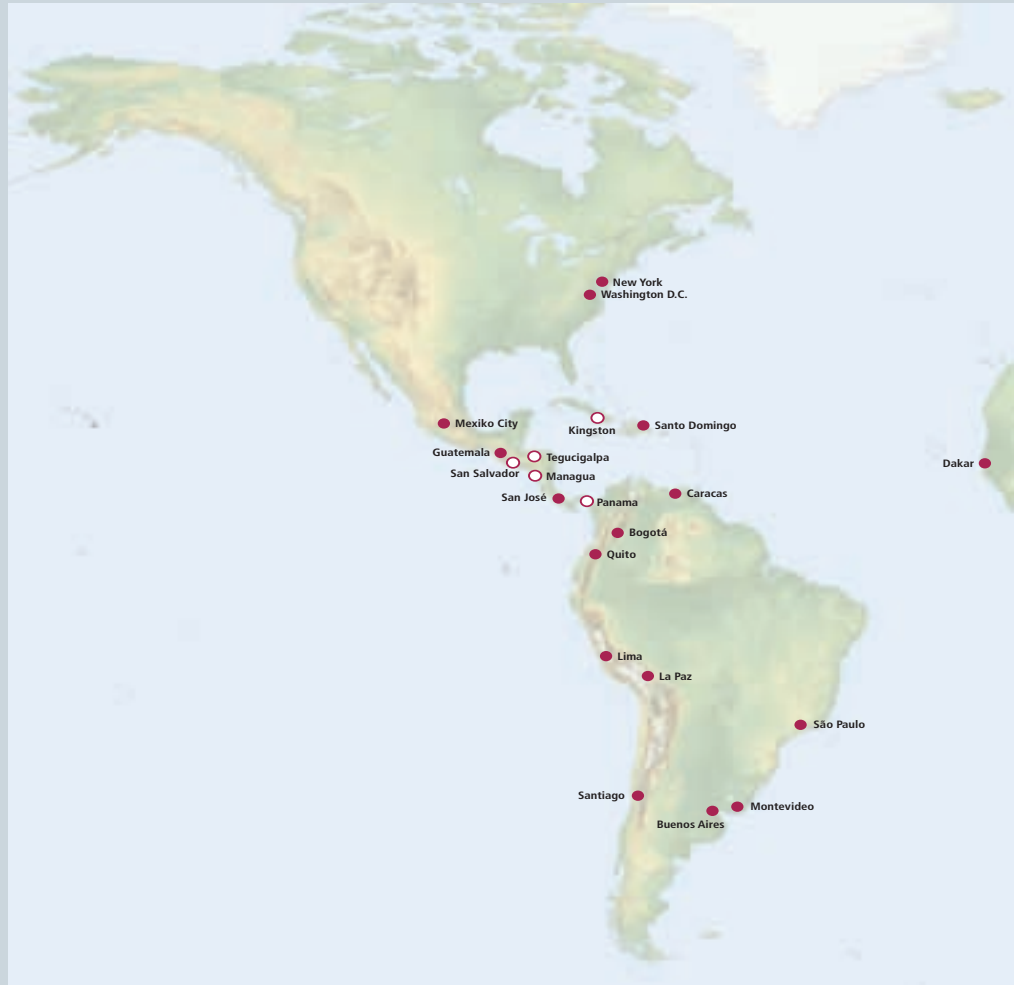 New York
Washington D.C.
Mexiko City
Kingston
Santo Domingo
Guatemala
Tegucigalpa
San Salvador
Managua
Dakar
San José
Panama
Caracas
Bogotá
Quito
Lima
La Paz
São Paulo
Santiago
Montevideo
Buenos Aires